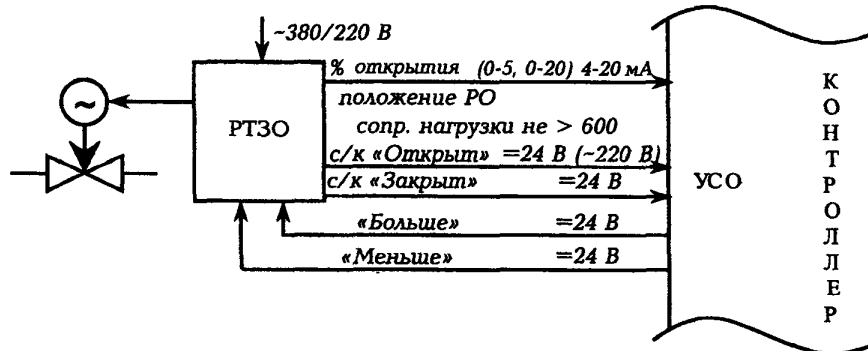 ~380/220 В
% открытия (0-5, 0-20) 4-20 мА
положение РО
сопр. нагрузки не > 600
РТЗО
с/к «Открыт» =24 В (~220 В)
с/к «Закрыт» =24 В
«Больше» =24 В
«Меньше» =24 В
~
УСО
КОНТРОЛЛЕР